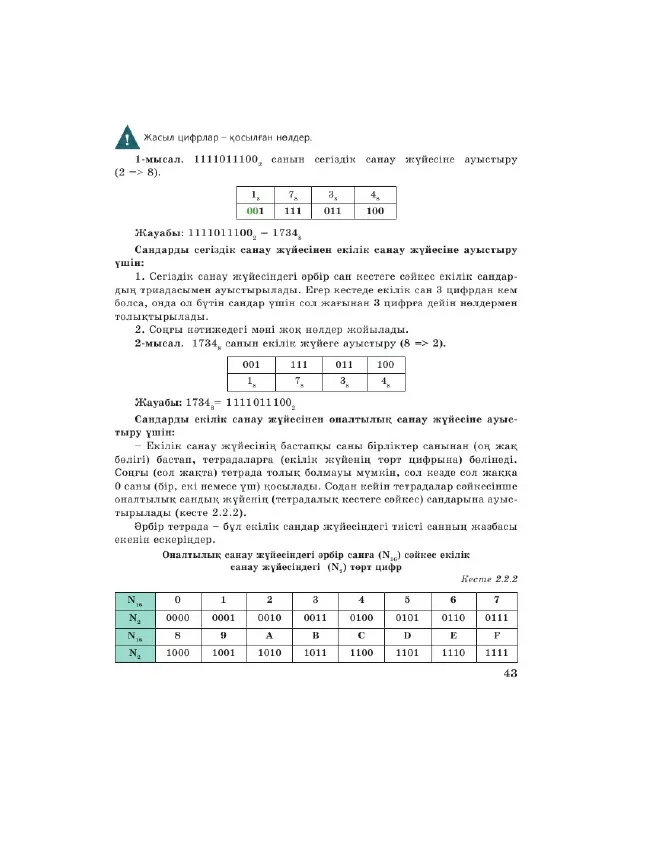 Жасыл цифрлар – қосылған нөлдер.
1-мысал. 1111011100₂ санын сегіздік санау жүйесіне ауыстыру
(2 => 8).
1₈ 7₈ 3₈ 4₈
001 111 011 100
Жауабы: 1111011100₂ = 1734₈
Сандарды сегіздік санау жүйесінен екілік санау жүйесіне ауыстыру
үшін:
1. Сегіздік санау жүйесіндегі әрбір сан кестеге сәйкес екілік сандар-
дың триадасымен ауыстырылады. Егер кестеде екілік сан 3 цифрдан кем
болса, онда ол бүтін сандар үшін сол жағынан 3 цифрға дейін нөлдермен
толықтырылады.
2. Соңғы нәтижедегі мәні жоқ нөлдер жойылады.
2-мысал. 1734₈ санын екілік жүйеге ауыстыру (8 => 2).
001 111 011 100
1₈ 7₈ 3₈ 4₈
Жауабы: 1734₈= 1111011100₂
Сандарды екілік санау жүйесінен оналтылық санау жүйесіне ауыс-
тыру үшін:
– Екілік санау жүйесінің бастапқы саны бірліктер санынан (оң жақ
бөлігі) бастап, тетрадаларға (екілік жүйенің төрт цифрына) бөлінеді.
Соңғы (сол жақта) тетрада толық болмауы мүмкін, сол кезде сол жаққа
0 саны (бір, екі немесе үш) қосылады. Содан кейін тетрадалар сәйкесінше
оналтылық сандық жүйенің (тетрадалық кестеге сәйкес) сандарына ауыс-
тырылады (кесте 2.2.2).
Әрбір тетрада – бұл екілік сандар жүйесіндегі тиісті санның жазбасы
екенін ескеріңдер.
Оналтылық санау жүйесіндегі әрбір санға (N₁₆) сәйкес екілік
санау жүйесіндегі (N₂) төрт цифр
Кесте 2.2.2
N₁₆ 0 1 2 3 4 5 6 7
N₂ 0000 0001 0010 0011 0100 0101 0110 0111
N₁₆ 8 9 A B C D E F
N₂ 1000 1001 1010 1011 1100 1101 1110 1111
43